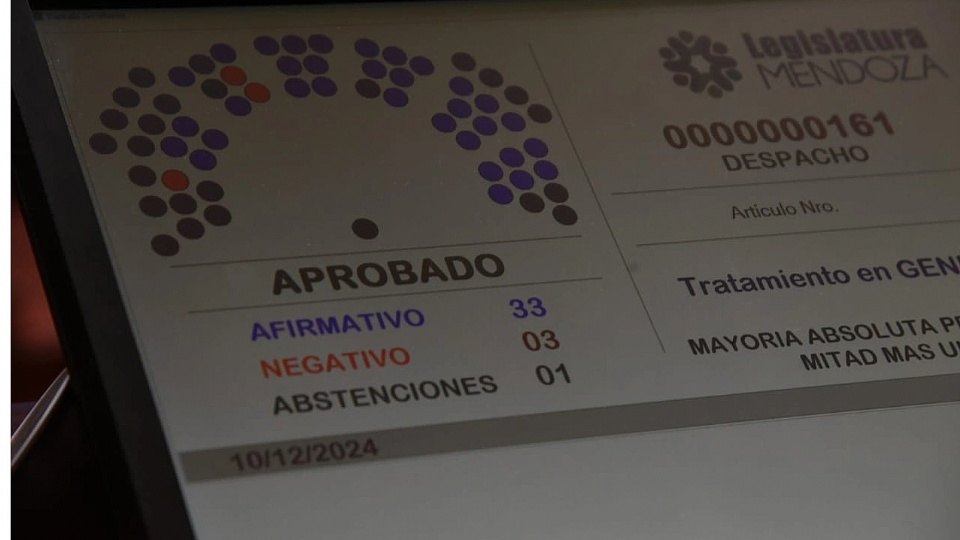 Legislatura
MENDOZA
0000000161
DESPACHO
Artículo Nro.
Tratamiento en
MAYORIA ABSOLUTA
MITAD MAS
APROBADO
AFIRMATIVO 33
NEGATIVO 03
ABSTENCIONES 01
10/12/2024